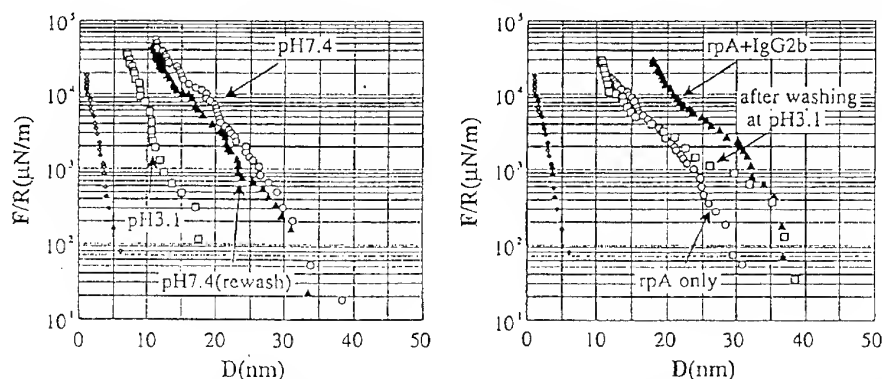 10⁵
10⁴
10³
10²
10¹
F/R(μN/m)
pH7.4
pH3.1
pH7.4(rewash)
0 10 20 30 40 50
D(nm)
10⁵
10⁴
10³
10²
10¹
F/R(μN/m)
rpA+IgG2b
after washing
at pH3.1
rpA only
0 10 20 30 40 50
D(nm)